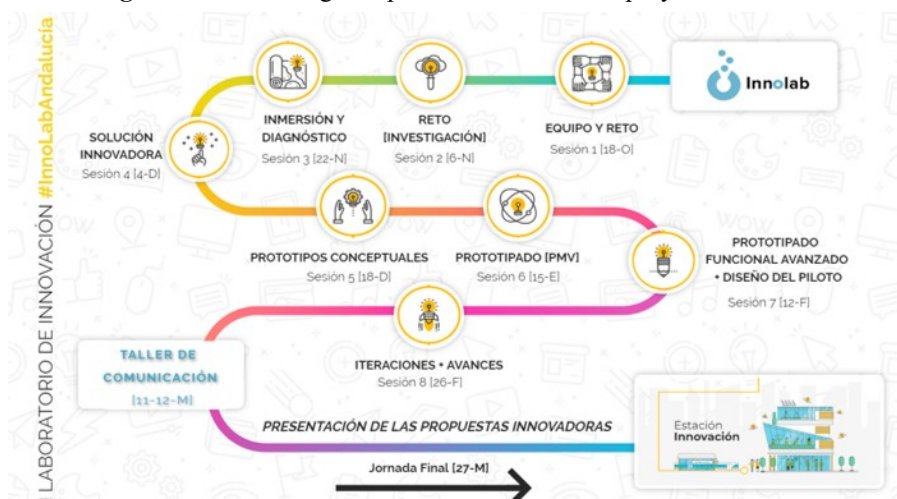 Innolab
EQUIPO Y RETO
Sesión 1 [18-O]
RETO
[INVESTIGACIÓN]
Sesión 2 [6-N]
INMERSIÓN Y
DIAGNÓSTICO
Sesión 3 [22-N]
SOLUCIÓN
INNOVADORA
Sesión 4 [4-D]
PROTOTIPOS CONCEPTUALES
Sesión 5 [18-D]
PROTOTIPADO [PMV]
Sesión 6 [15-E]
PROTOTIPADO
FUNCIONAL AVANZADO
+ DISEÑO DEL PILOTO
Sesión 7 [12-F]
ITERACIONES + AVANCES
Sesión 8 [26-F]
TALLER DE
COMUNICACIÓN
[11-12-M]
PRESENTACIÓN DE LAS PROPUESTAS INNOVADORAS
Jornada Final [27-M]
Estación
Innovación
LABORATORIO DE INNOVACIÓN #InnoLabAndalucía
WOW
WOW